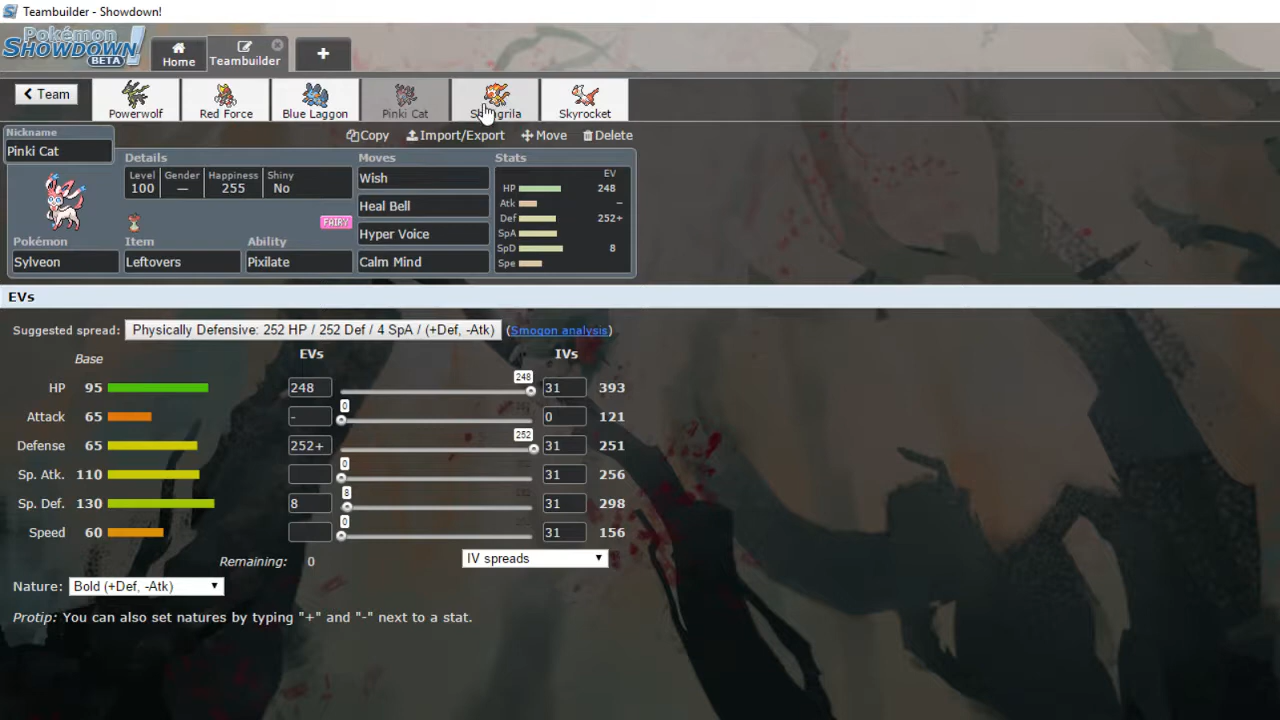 Teambuilder - Showdown!
Pokémon
SHOWDOWN!
BETA
Home
Teambuilder
+
< Team
Powerwolf
Red Force
Blue Laggon
Pinki Cat
Skyrocket
Nickname
Pinki Cat
Copy
Import/Export
Move
Delete
Details
Level
100
Gender
—
Happiness
255
Shiny
No
FAIRY
Pokémon
Sylveon
Item
Leftovers
Ability
Pixilate
Moves
Wish
Heal Bell
Hyper Voice
Calm Mind
Stats
EV
HP 248
Atk –
Def 252+
SpA
SpD 8
Spe
EVs
Suggested spread: Physically Defensive: 252 HP / 252 Def / 4 SpA / (+Def, -Atk) (Smogon analysis)
Base EVs IVs
HP 95 248 248 31 393
Attack 65 - 0 0 121
Defense 65 252+ 252 31 251
Sp. Atk. 110 0 31 256
Sp. Def. 130 8 8 31 298
Speed 60 0 31 156
Remaining: 0
IV spreads
Nature: Bold (+Def, -Atk)
Protip: You can also set natures by typing "+" and "-" next to a stat.